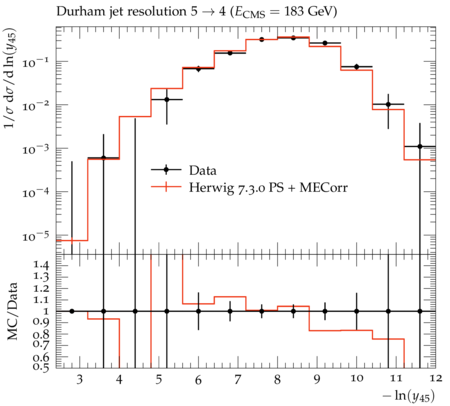 Durham jet resolution 5 → 4 (E_CMS = 183 GeV)
1/σ dσ/d ln(y₄₅)
10⁻¹
10⁻²
10⁻³
10⁻⁴
10⁻⁵
Data
Herwig 7.3.0 PS + MECorr
MC/Data
1.4
1.3
1.2
1.1
1
0.9
0.8
0.7
0.6
0.5
3 4 5 6 7 8 9 10 11 12
− ln(y₄₅)